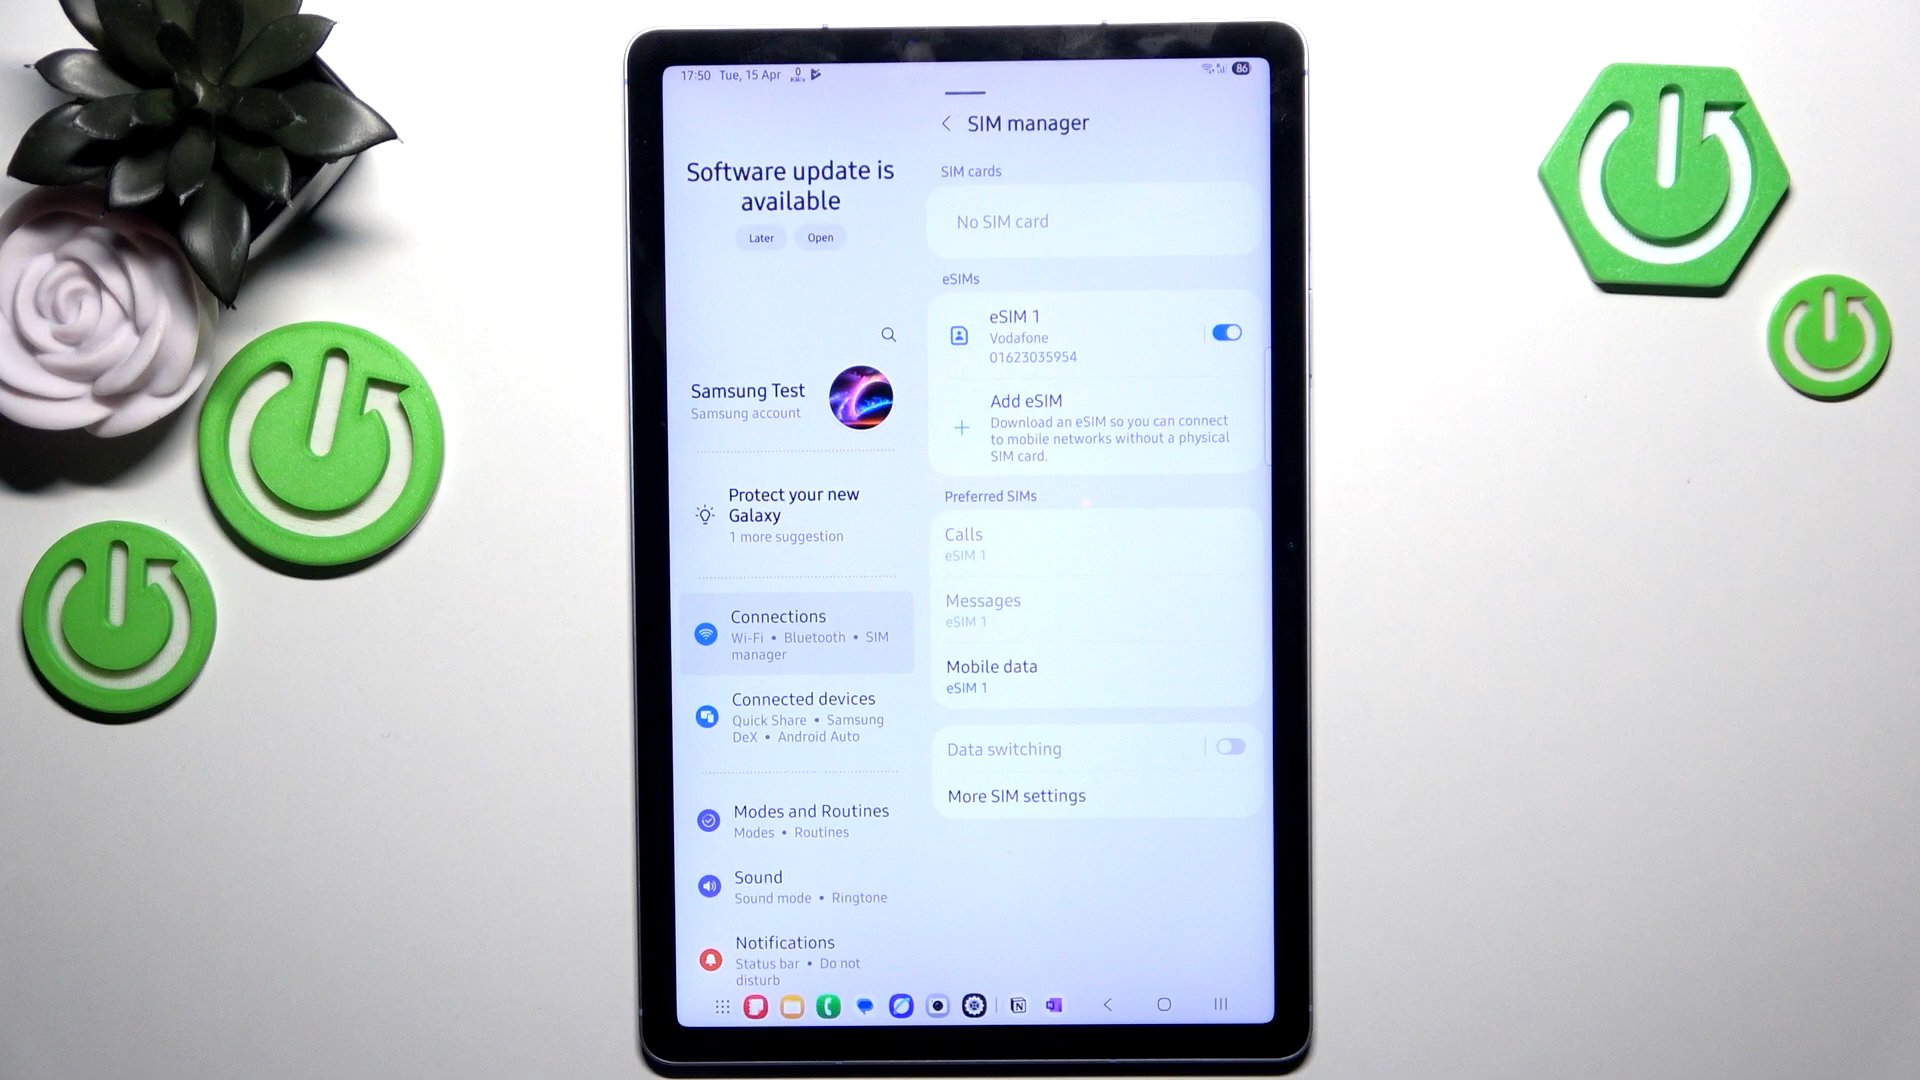 17:50 Tue, 15 Apr 0 KB/s
86
Software update is
available
Later Open
Samsung Test
Samsung account
Protect your new
Galaxy
1 more suggestion
Connections
Wi-Fi • Bluetooth • SIM
manager
Connected devices
Quick Share • Samsung
DeX • Android Auto
Modes and Routines
Modes • Routines
Sound
Sound mode • Ringtone
Notifications
Status bar • Do not
disturb
SIM manager
SIM cards
No SIM card
eSIMs
eSIM 1
Vodafone
01623035954
Add eSIM
Download an eSIM so you can connect
to mobile networks without a physical
SIM card.
Preferred SIMs
Calls
eSIM 1
Messages
eSIM 1
Mobile data
eSIM 1
Data switching
More SIM settings